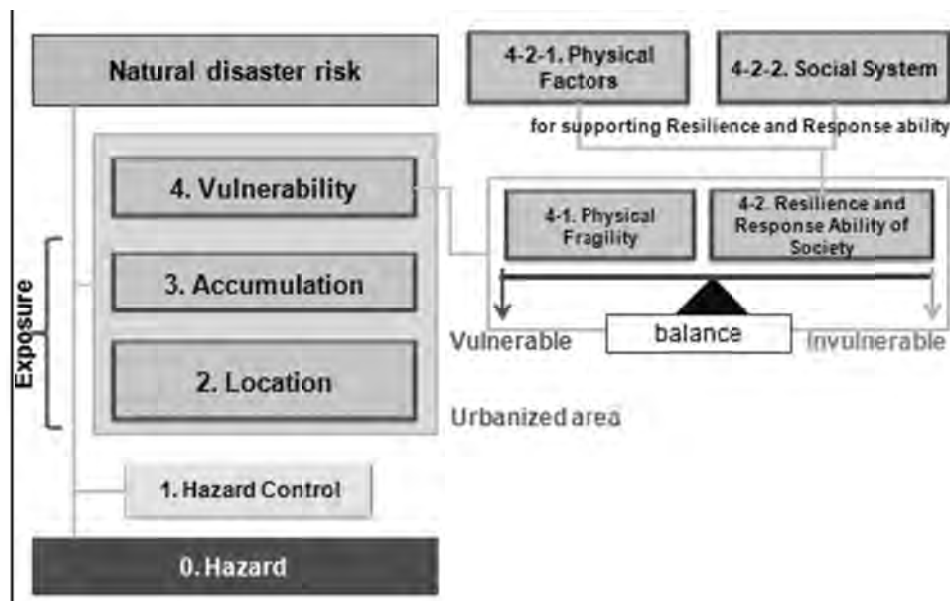 Natural disaster risk
4-2-1. Physical
Factors
4-2-2. Social System
for supporting Resilience and Response ability
4. Vulnerability
4-1. Physical
Fragility
4-2. Resilience and
Response Ability of
Society
3. Accumulation
Exposure
Vulnerable
balance
Invulnerable
2. Location
Urbanized area
1. Hazard Control
0. Hazard